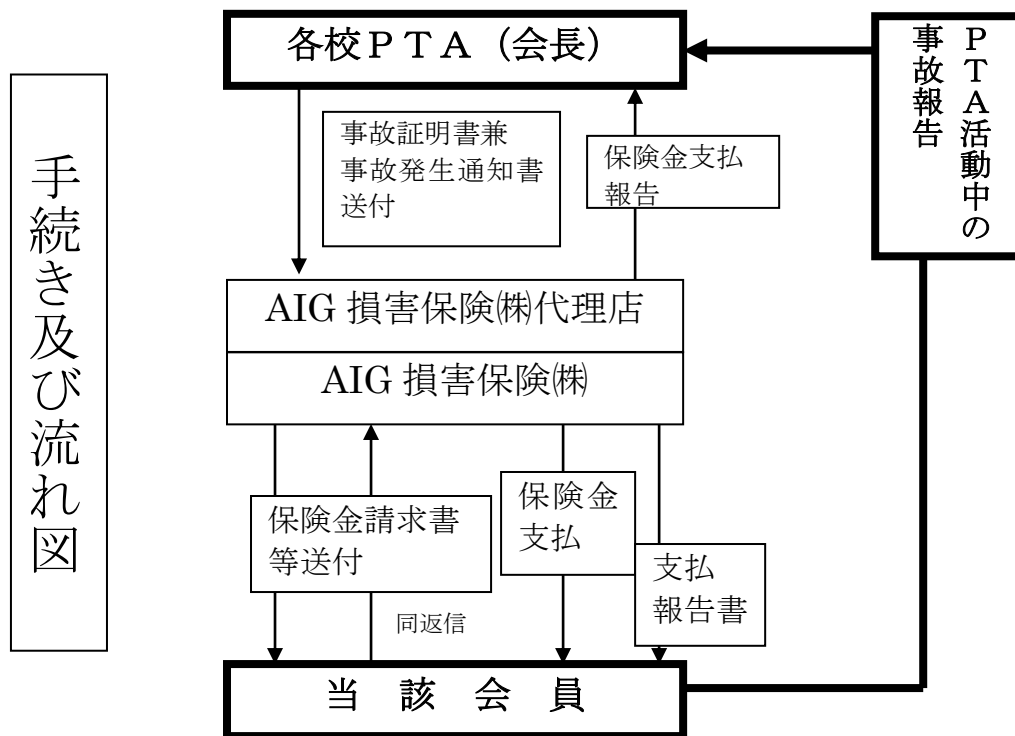 手続き及び流れ図
各校PTA（会長）
PTA活動中の
事故報告
事故証明書兼
事故発生通知書
送付
保険金支払
報告
AIG 損害保険㈱代理店
AIG 損害保険㈱
保険金請求書
等送付
同返信
保険金
支払
支払
報告書
当 該 会 員